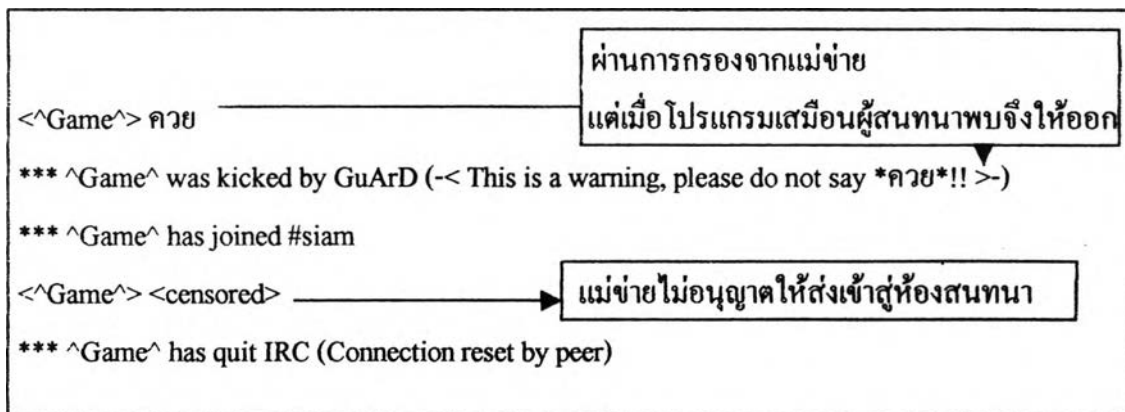 ผ่านการกรองจากแม่ข่าย
แต่เมื่อโปรแกรมเสมือนผู้สนทนาพบจึงให้ออก
<^Game^> ควย
*** ^Game^ was kicked by GuArD (-< This is a warning, please do not say *ควย*!! >-)
*** ^Game^ has joined #siam
<^Game^> <censored>
แม่ข่ายไม่อนุญาตให้ส่งเข้าสู่ห้องสนทนา
*** ^Game^ has quit IRC (Connection reset by peer)